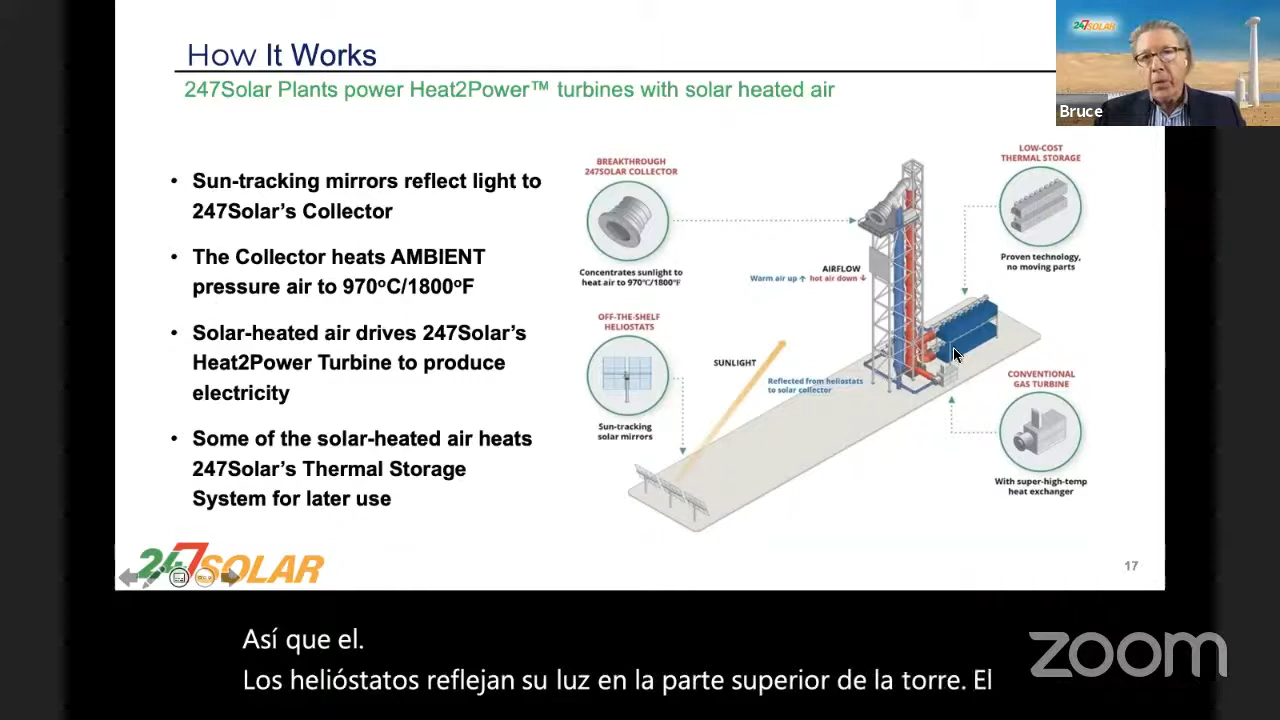 How It Works
247Solar Plants power Heat2Power™ turbines with solar heated air
247SOLAR
Bruce
• Sun-tracking mirrors reflect light to
247Solar's Collector
• The Collector heats AMBIENT
pressure air to 970ºC/1800ºF
• Solar-heated air drives 247Solar's
Heat2Power Turbine to produce
electricity
• Some of the solar-heated air heats
247Solar's Thermal Storage
System for later use
BREAKTHROUGH
247SOLAR COLLECTOR
Concentrates sunlight to
heat air to 970°C/1800°F
OFF-THE-SHELF
HELIOSTATS
Sun-tracking
solar mirrors
SUNLIGHT
Reflected from heliostats
to solar collector
AIRFLOW
Warm air up ↑ hot air down ↓
LOW-COST
THERMAL STORAGE
Proven technology,
no moving parts
CONVENTIONAL
GAS TURBINE
With super-high-temp
heat exchanger
247SOLAR
17
Así que el.
Los helióstatos reflejan su luz en la parte superior de la torre. El
zoom